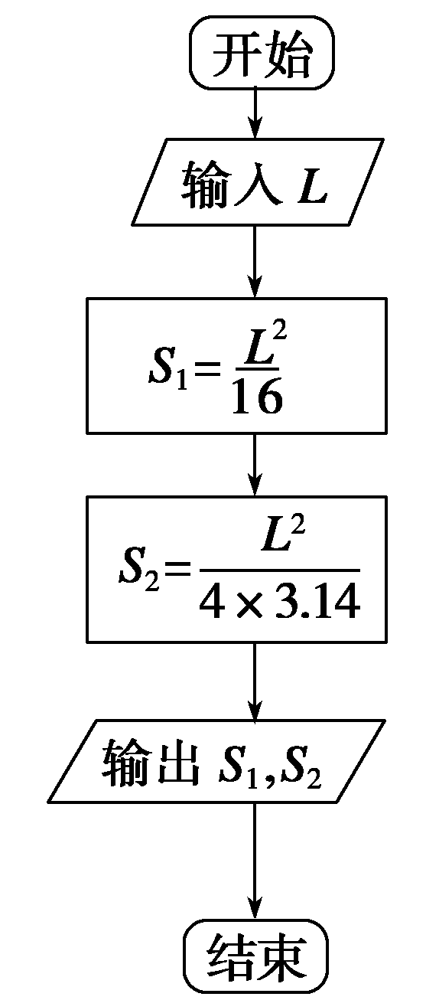 开始
输入 L
S₁=L²/16
S₂=L²/4×3.14
输出 S₁,S₂
结束